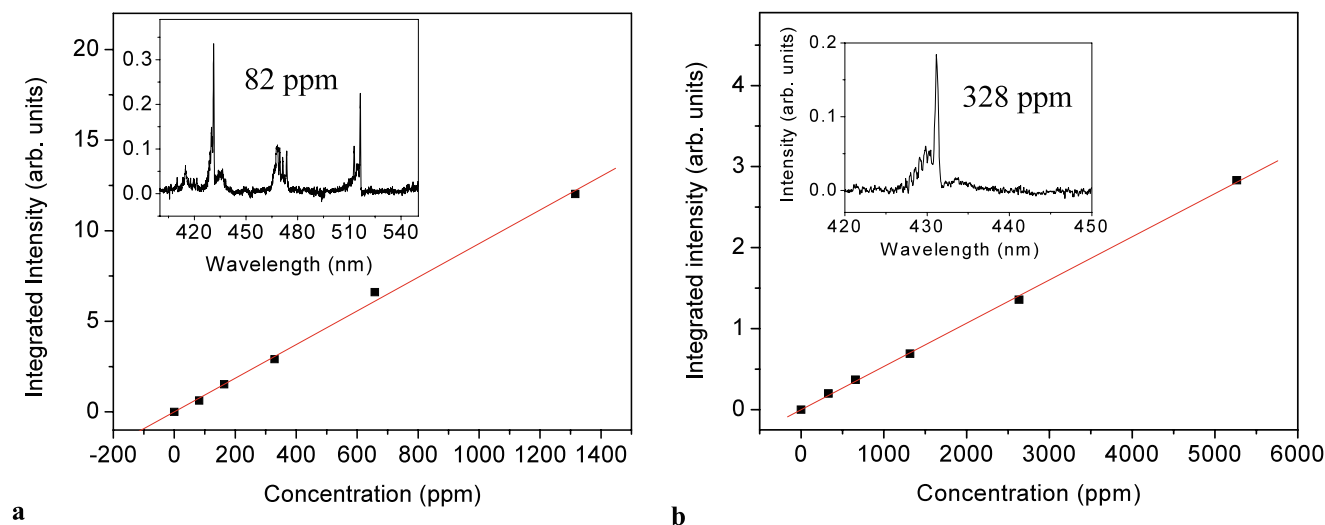 20
15
10
5
0
Integrated Intensity (arb. units)
-200 0 200 400 600 800 1000 1200 1400
Concentration (ppm)
0.3
0.2
0.1
0.0
82 ppm
420 450 480 510 540
Wavelength (nm)
a
4
3
2
1
0
Integrated intensity (arb. units)
0 1000 2000 3000 4000 5000 6000
Concentration (ppm)
0.2
0.1
0.0
Intensity (arb. units)
328 ppm
420 430 440 450
Wavelength (nm)
b